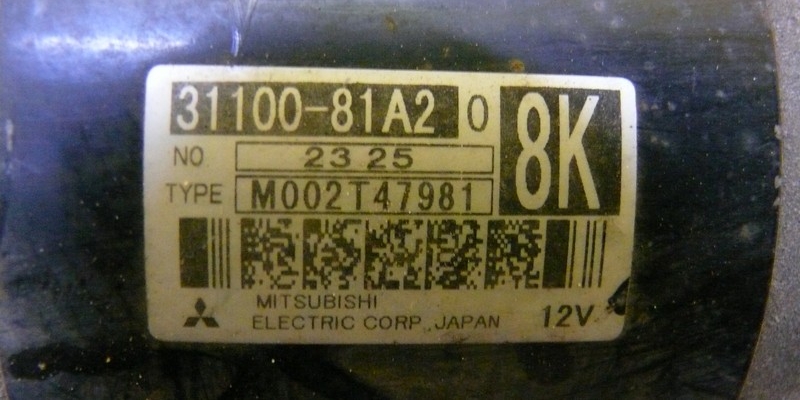 31100-81A2 0 8K
NO 23 25
TYPE M002T47981
MITSUBISHI
ELECTRIC CORP. JAPAN 12V